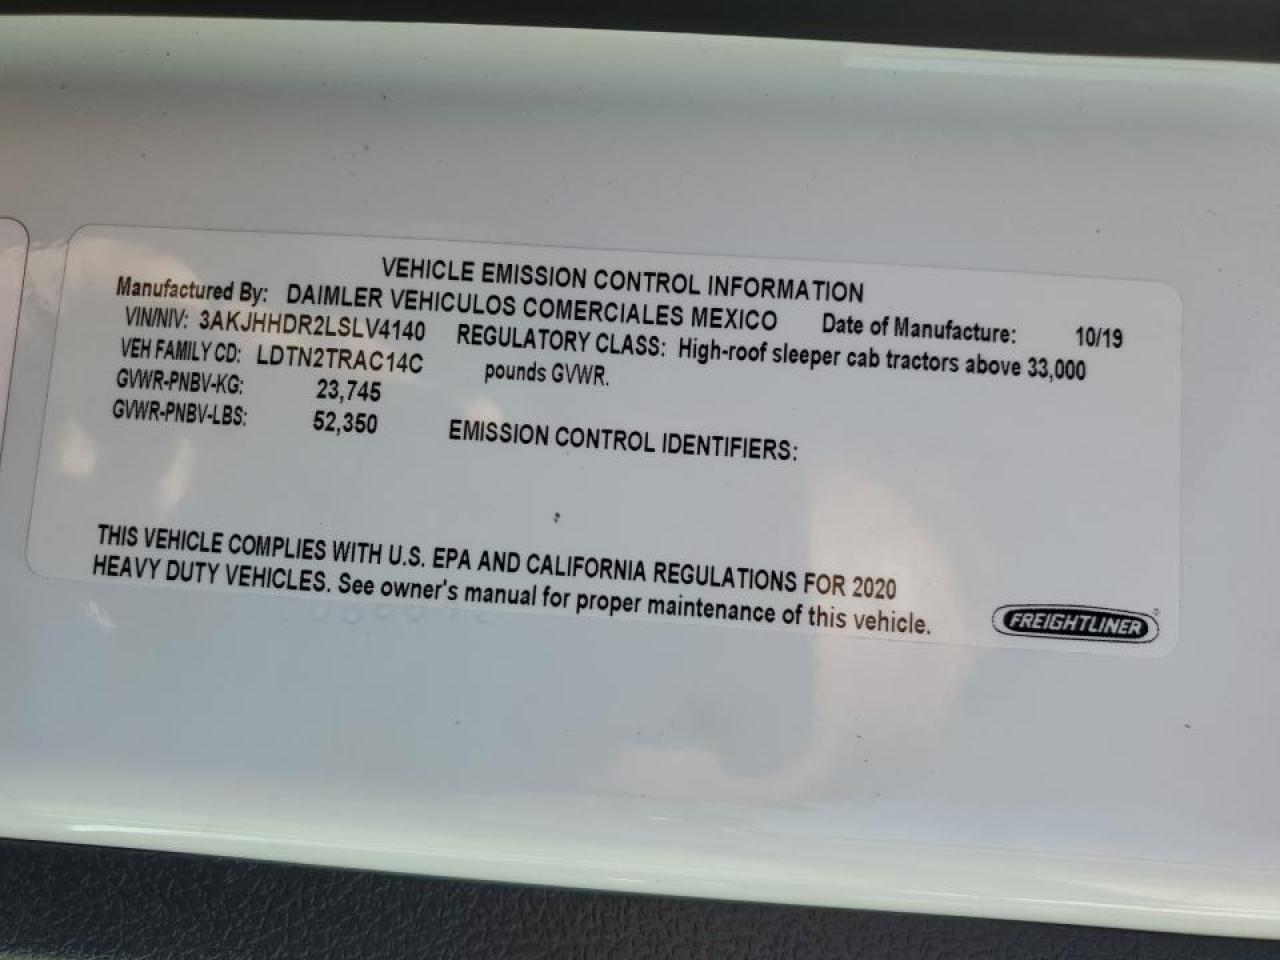 VEHICLE EMISSION CONTROL INFORMATION
Manufactured By: DAIMLER VEHICULOS COMERCIALES MEXICO Date of Manufacture: 10/19
VIN/NIV: 3AKJHHDR2LSLV4140 REGULATORY CLASS: High-roof sleeper cab tractors above 33,000
VEH FAMILY CD: LDTN2TRAC14C pounds GVWR.
GVWR-PNBV-KG: 23,745
GVWR-PNBV-LBS: 52,350 EMISSION CONTROL IDENTIFIERS:
THIS VEHICLE COMPLIES WITH U.S. EPA AND CALIFORNIA REGULATIONS FOR 2020
HEAVY DUTY VEHICLES. See owner's manual for proper maintenance of this vehicle.
FREIGHTLINER